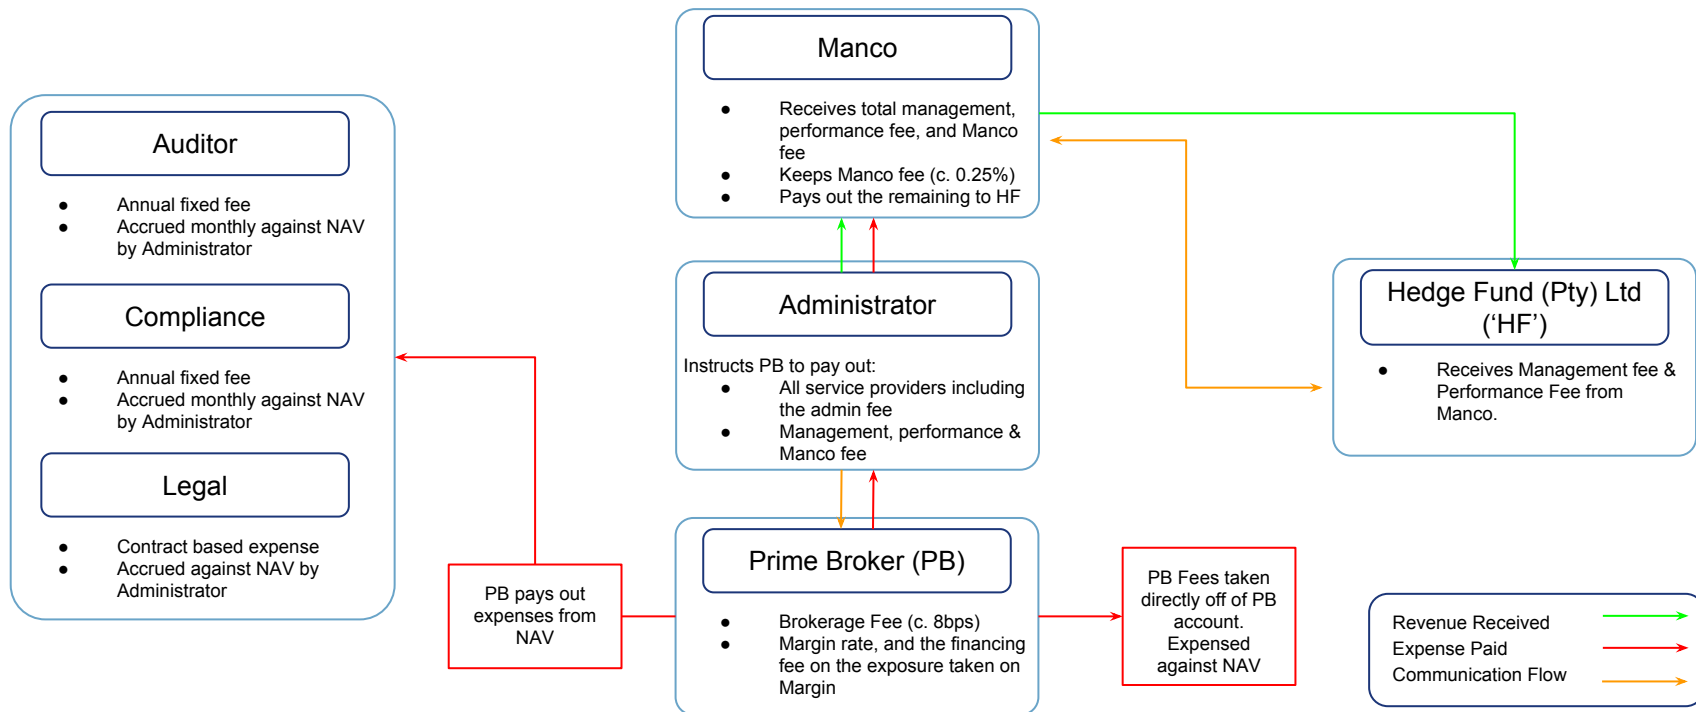 Manco
● Receives total management,
performance fee, and Manco
fee
● Keeps Manco fee (c. 0.25%)
● Pays out the remaining to HF
Auditor
● Annual fixed fee
● Accrued monthly against NAV
by Administrator
Compliance
● Annual fixed fee
● Accrued monthly against NAV
by Administrator
Legal
● Contract based expense
● Accrued against NAV by
Administrator
Administrator
Instructs PB to pay out:
● All service providers including
the admin fee
● Management, performance &
Manco fee
Hedge Fund (Pty) Ltd
(‘HF’)
● Receives Management fee &
Performance Fee from
Manco.
PB pays out
expenses from
NAV
Prime Broker (PB)
● Brokerage Fee (c. 8bps)
● Margin rate, and the financing
fee on the exposure taken on
Margin
PB Fees taken
directly off of PB
account.
Expensed
against NAV
Revenue Received
Expense Paid
Communication Flow